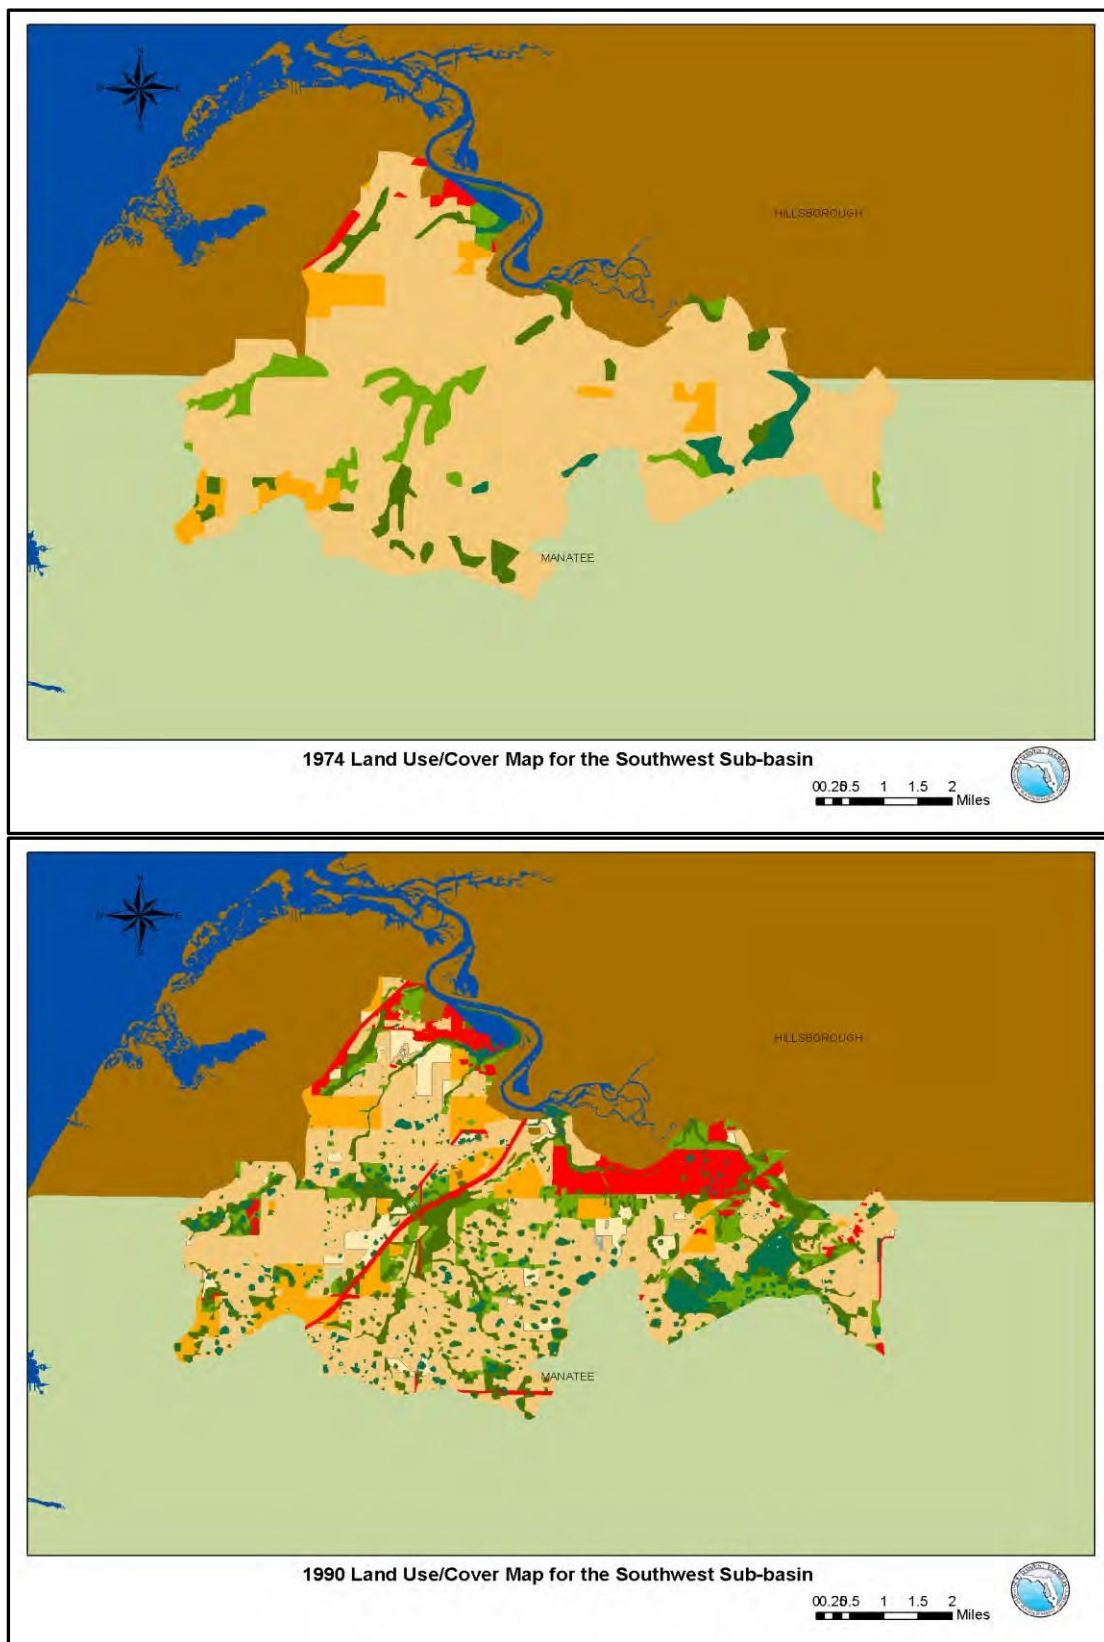 N
HILLSBOROUGH
MANATEE
1974 Land Use/Cover Map for the Southwest Sub-basin
00.250.5 1 1.5 2
Miles
N
E
S
HILLSBOROUGH
MANATEE
1990 Land Use/Cover Map for the Southwest Sub-basin
00.250.5 1 1.5 2
Miles